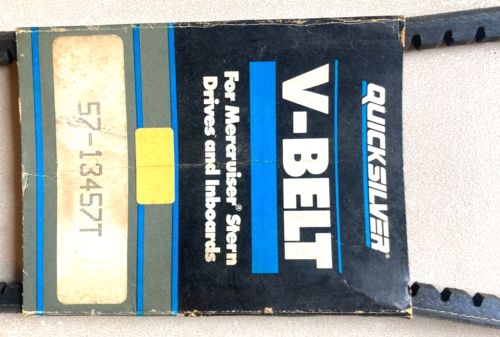 QUICKSILVER®
V-BELT
For Mercruiser® Stern
Drives and Inboards
57-13457T